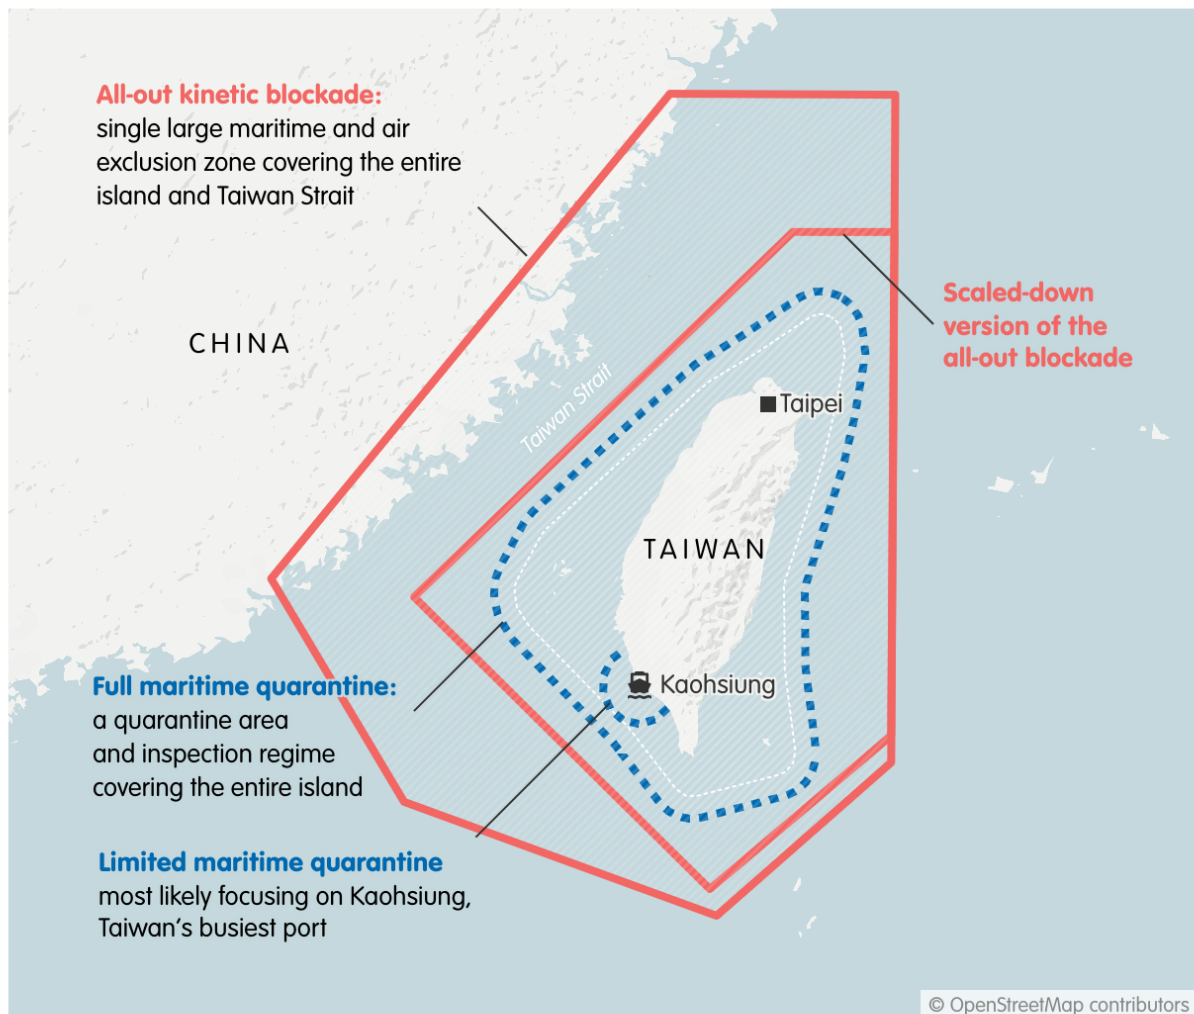 All-out kinetic blockade:
single large maritime and air
exclusion zone covering the entire
island and Taiwan Strait
CHINA
Scaled-down
version of the
all-out blockade
Taiwan Strait
Taipei
TAIWAN
Kaohsiung
Full maritime quarantine:
a quarantine area
and inspection regime
covering the entire island
Limited maritime quarantine
most likely focusing on Kaohsiung,
Taiwan’s busiest port
© OpenStreetMap contributors